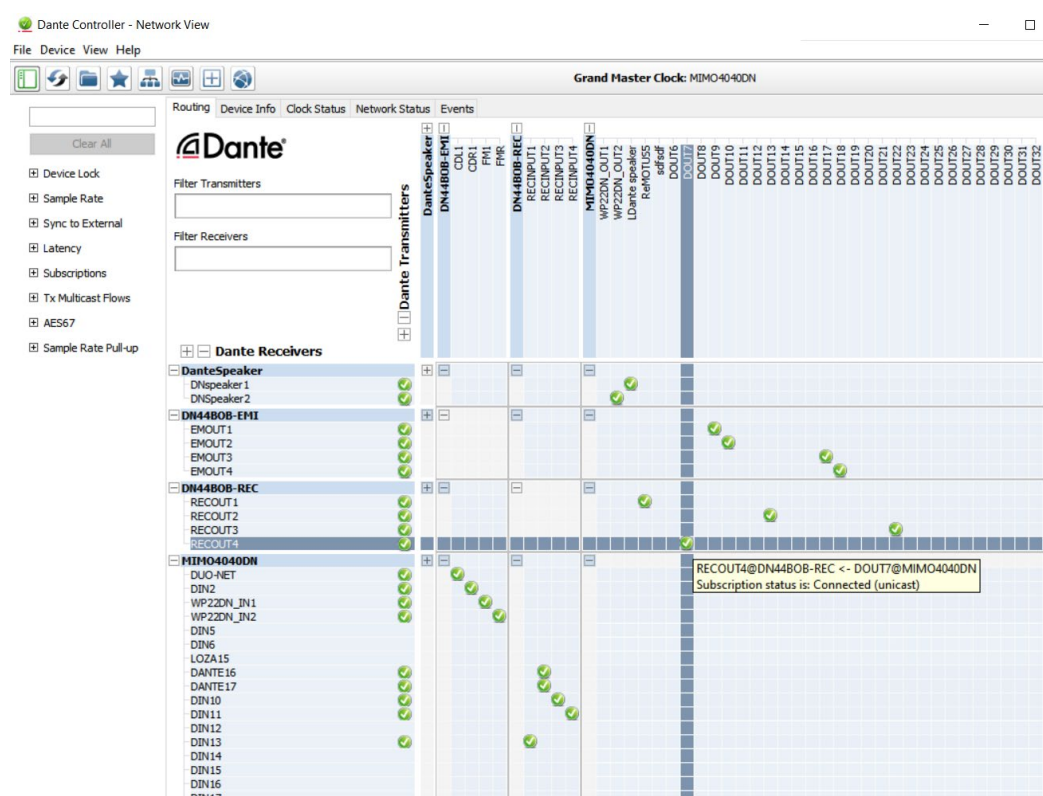 Dante Controller - Network View
File Device View Help
Grand Master Clock: MIMO4040DN
Routing Device Info Clock Status Network Status Events
Clear All
Device Lock
Sample Rate
Sync to External
Latency
Subscriptions
Tx Multicast Flows
AES67
Sample Rate Pull-up
Dante
Filter Transmitters
Filter Receivers
Dante Receivers
Dante Transmitters
DanteSpeaker
DN44BOB-EMI
CDL1
CDR1
FM1
FMR
DN44BOB-REC
RECINPUT1
RECINPUT2
RECINPUT3
RECINPUT4
MIMO4040DN
WP22DN_OUT1
WP22DN_OUT2
LDante speaker
ReMOTUS5
sdfsdf
DOUT6
DOUT7
DOUT8
DOUT9
DOUT10
DOUT11
DOUT12
DOUT13
DOUT14
DOUT15
DOUT16
DOUT17
DOUT18
DOUT19
DOUT20
DOUT21
DOUT22
DOUT23
DOUT24
DOUT25
DOUT26
DOUT27
DOUT28
DOUT29
DOUT30
DOUT31
DOUT32
DanteSpeaker
DNspeaker1
DNSpeaker2
DN44BOB-EMI
EMOUT1
EMOUT2
EMOUT3
EMOUT4
DN44BOB-REC
RECOUT1
RECOUT2
RECOUT3
RECOUT4
RECOUT4@DN44BOB-REC <- DOUT7@MIMO4040DN
Subscription status is: Connected (unicast)
MIMO4040DN
DUO-NET
DIN2
WP22DN_IN1
WP22DN_IN2
DIN5
DIN6
LOZA15
DANTE16
DANTE17
DIN10
DIN11
DIN12
DIN13
DIN14
DIN15
DIN16